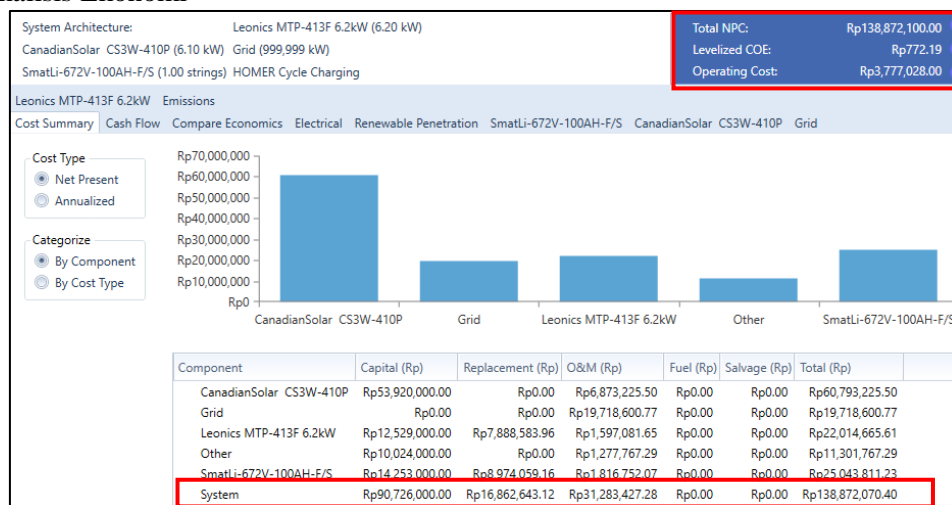 System Architecture: Leonics MTP-413F 6.2kW (6.20 kW) Total NPC: Rp138,872,100.00
CanadianSolar CS3W-410P (6.10 kW) Grid (999,999 kW) Levelized COE: Rp772.19
SmatLi-672V-100AH-F/S (1.00 strings) HOMER Cycle Charging Operating Cost: Rp3,777,028.00
Leonics MTP-413F 6.2kW Emissions
Cost Summary Cash Flow Compare Economics Electrical Renewable Penetration SmatLi-672V-100AH-F/S CanadianSolar CS3W-410P Grid
Cost Type
Net Present
Annualized
Categorize
By Component
By Cost Type
Rp70,000,000
Rp60,000,000
Rp50,000,000
Rp40,000,000
Rp30,000,000
Rp20,000,000
Rp10,000,000
Rp0
CanadianSolar CS3W-410P Grid Leonics MTP-413F 6.2kW Other SmatLi-672V-100AH-F/S
Component Capital (Rp) Replacement (Rp) O&M (Rp) Fuel (Rp) Salvage (Rp) Total (Rp)
CanadianSolar CS3W-410P Rp53,920,000.00 Rp0.00 Rp6,873,225.50 Rp0.00 Rp0.00 Rp60,793,225.50
Grid Rp0.00 Rp0.00 Rp19,718,600.77 Rp0.00 Rp0.00 Rp19,718,600.77
Leonics MTP-413F 6.2kW Rp12,529,000.00 Rp7,888,583.96 Rp1,597,081.65 Rp0.00 Rp0.00 Rp22,014,665.61
Other Rp10,024,000.00 Rp0.00 Rp1,277,767.29 Rp0.00 Rp0.00 Rp11,301,767.29
SmatLi-672V-100AH-F/S Rp14,253,000.00 Rp8,974,059.16 Rp1,816,752.07 Rp0.00 Rp0.00 Rp25,043,811.23
System Rp90,726,000.00 Rp16,862,643.12 Rp31,283,427.28 Rp0.00 Rp0.00 Rp138,872,070.40